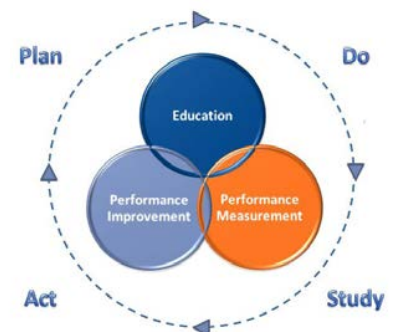 Plan
Do
Education
Performance
Improvement
Performance
Measurement
Act
Study